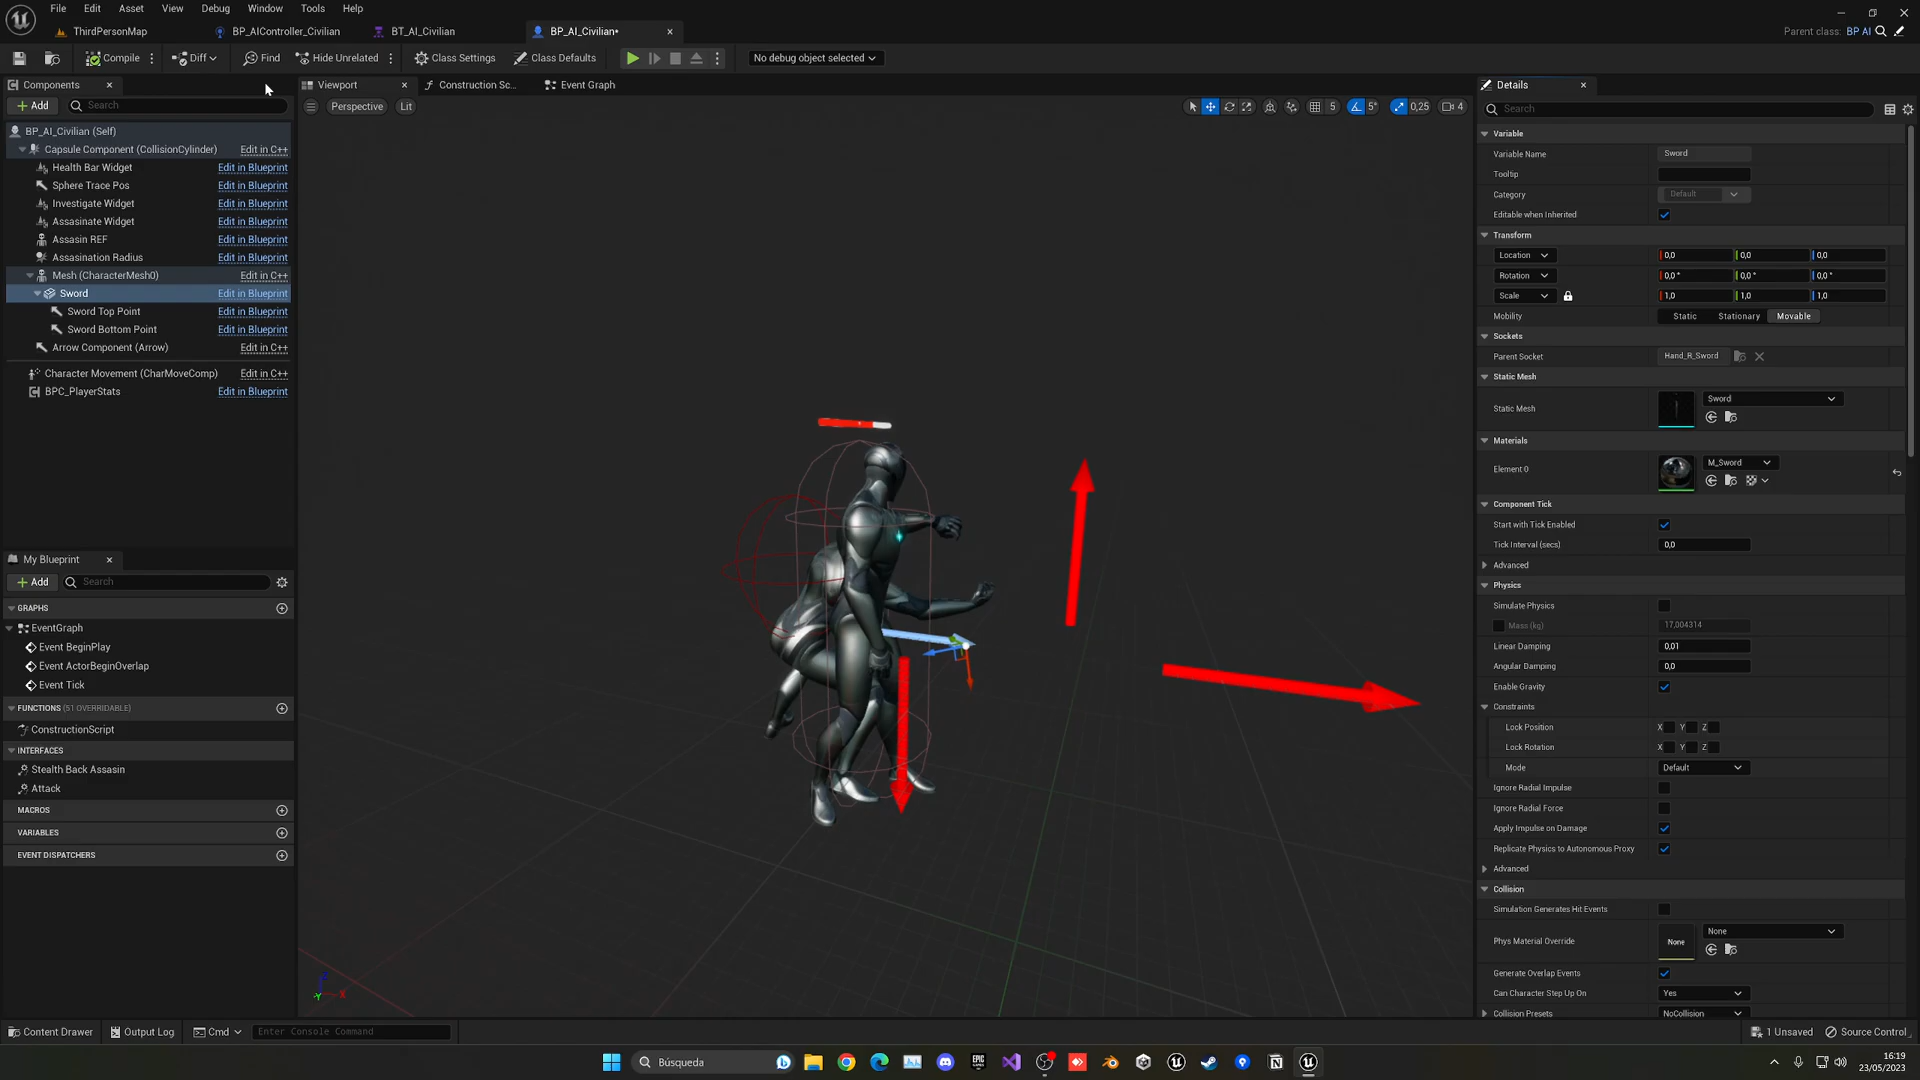 File Edit Asset View Debug Window Tools Help
ThirdPersonMap BP_AIController_Civilian BT_AI_Civilian BP_AI_Civilian*
Parent class: BP AI
Compile Diff Find Hide Unrelated Class Settings Class Defaults No debug object selected
Components
Add Search
BP_AI_Civilian (Self)
Capsule Component (CollisionCylinder) Edit in C++
Health Bar Widget Edit in Blueprint
Sphere Trace Pos Edit in Blueprint
Investigate Widget Edit in Blueprint
Assasinate Widget Edit in Blueprint
Assasin REF Edit in Blueprint
Assasination Radius Edit in Blueprint
Mesh (CharacterMesh0) Edit in C++
Sword Edit in Blueprint
Sword Top Point Edit in Blueprint
Sword Bottom Point Edit in Blueprint
Arrow Component (Arrow) Edit in C++
Character Movement (CharMoveComp) Edit in C++
BPC_PlayerStats Edit in Blueprint
My Blueprint
Add Search
GRAPHS
EventGraph
Event BeginPlay
Event ActorBeginOverlap
Event Tick
FUNCTIONS (51 OVERRIDABLE)
ConstructionScript
INTERFACES
Stealth Back Assasin
Attack
MACROS
VARIABLES
EVENT DISPATCHERS
Viewport Construction Sc... Event Graph
Perspective Lit
5 5° 0,25 4
Z X Y
Details
Search
Variable
Variable Name Sword
Tooltip
Category Default
Editable when Inherited
Transform
Location 0,0 0,0 0,0
Rotation 0,0 ° 0,0 ° 0,0 °
Scale 1,0 1,0 1,0
Mobility Static Stationary Movable
Sockets
Parent Socket Hand_R_Sword
Static Mesh
Static Mesh Sword
Materials
Element 0 M_Sword
Component Tick
Start with Tick Enabled
Tick Interval (secs) 0,0
Advanced
Physics
Simulate Physics
Mass (kg) 17,004314
Linear Damping 0,01
Angular Damping 0,0
Enable Gravity
Constraints
Lock Position X Y Z
Lock Rotation X Y Z
Mode Default
Ignore Radial Impulse
Ignore Radial Force
Apply Impulse on Damage
Replicate Physics to Autonomous Proxy
Advanced
Collision
Simulation Generates Hit Events
Phys Material Override None None
Generate Overlap Events
Can Character Step Up On Yes
Collision Presets NoCollision
Content Drawer Output Log Cmd Enter Console Command
1 Unsaved Source Control
Búsqueda
EPIC GAMES
16:19
23/05/2023